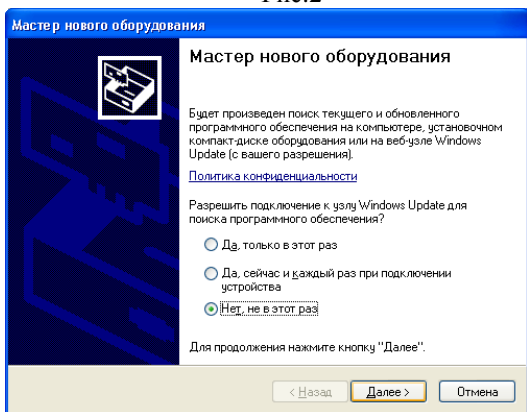 Рис.2
Мастер нового оборудования
Мастер нового оборудования
Будет произведен поиск текущего и обновленного
программного обеспечения на компьютере, установочном
компакт-диске оборудования или на веб-узле Windows
Update (с вашего разрешения).
Политика конфиденциальности
Разрешить подключение к узлу Windows Update для
поиска программного обеспечения?
Да, только в этот раз
Да, сейчас и каждый раз при подключении
устройства
Нет, не в этот раз
Для продолжения нажмите кнопку "Далее".
< Назад
Далее >
Отмена